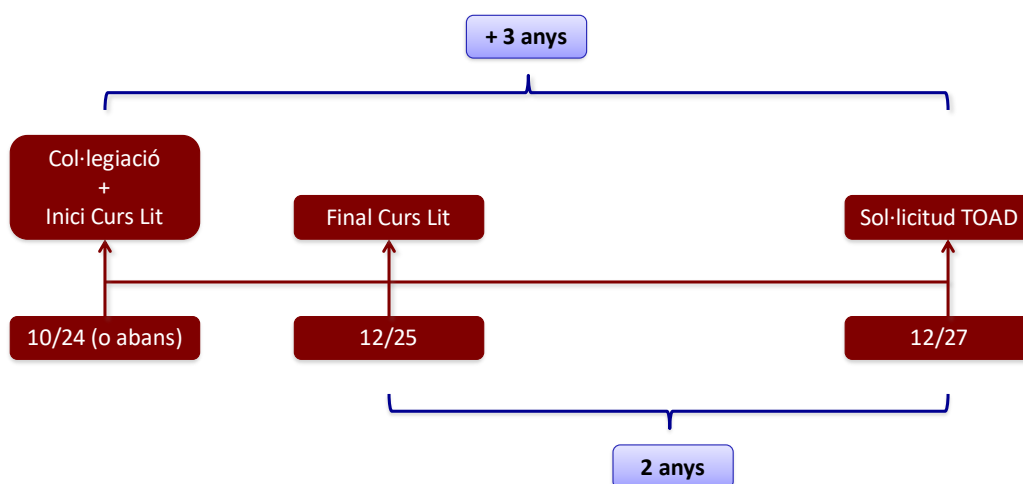 + 3 anys
Col·legiació
+
Inici Curs Lit
Final Curs Lit
Sol·licitud TOAD
10/24 (o abans)
12/25
12/27
2 anys